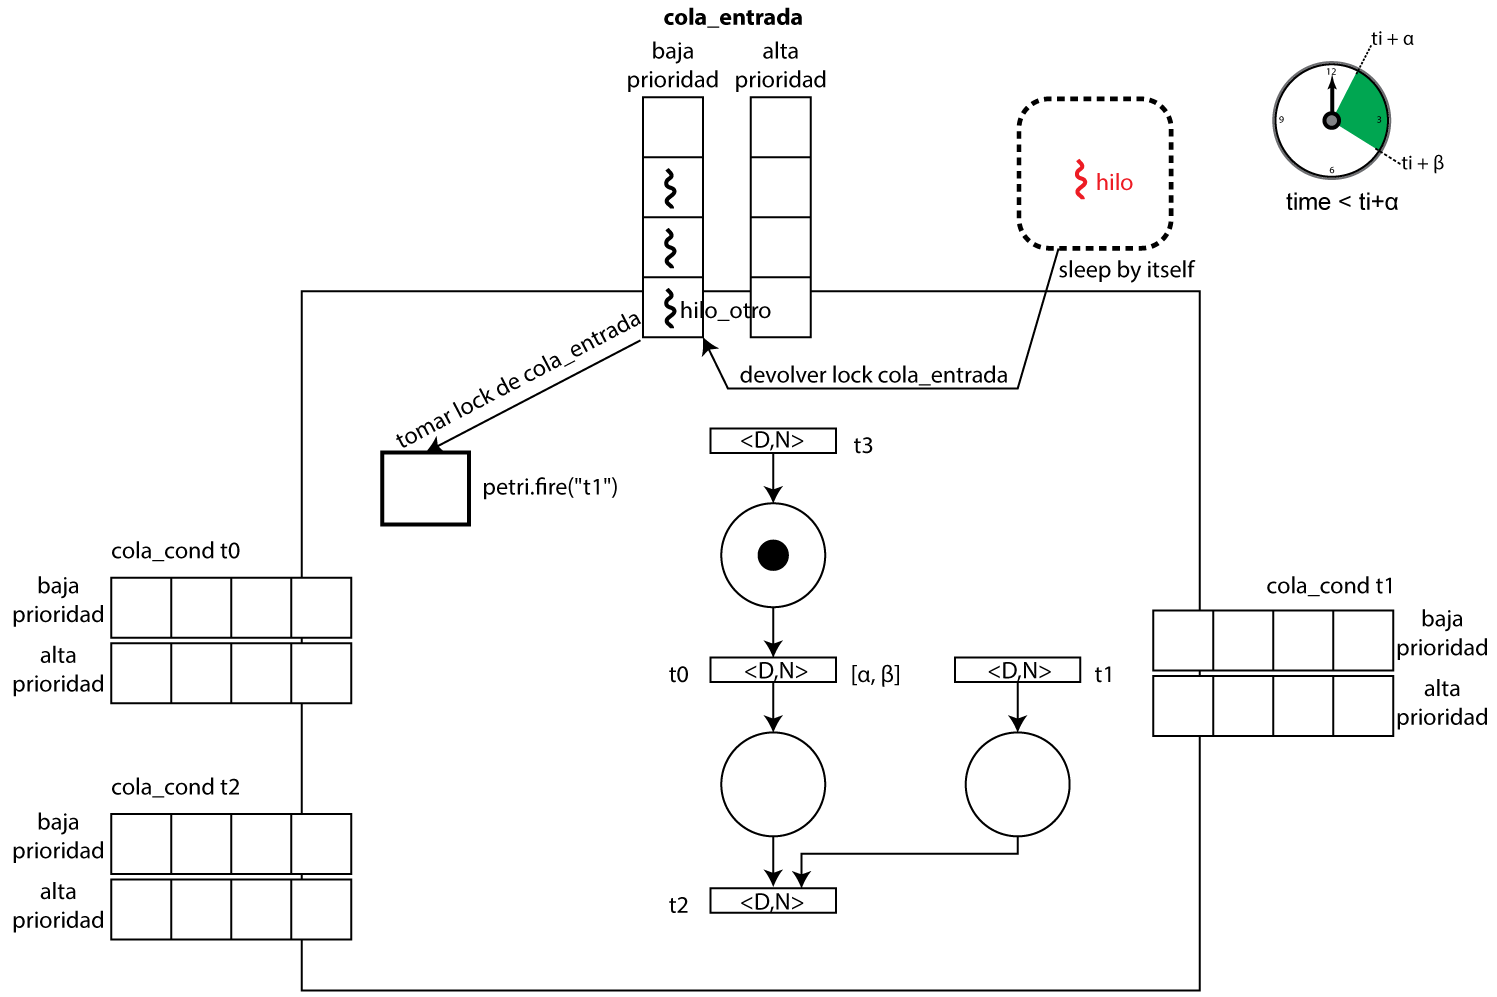 cola_entrada
baja
prioridad
alta
prioridad
ti + α
12
9
3
6
ti + β
time < ti+α
hilo
sleep by itself
hilo_otro
tomar lock de cola_entrada
devolver lock cola_entrada
<D,N>
t3
petri.fire("t1")
cola_cond t0
baja
prioridad
alta
prioridad
cola_cond t1
baja
prioridad
alta
prioridad
t0
<D,N>
[α, β]
<D,N>
t1
cola_cond t2
baja
prioridad
alta
prioridad
t2
<D,N>